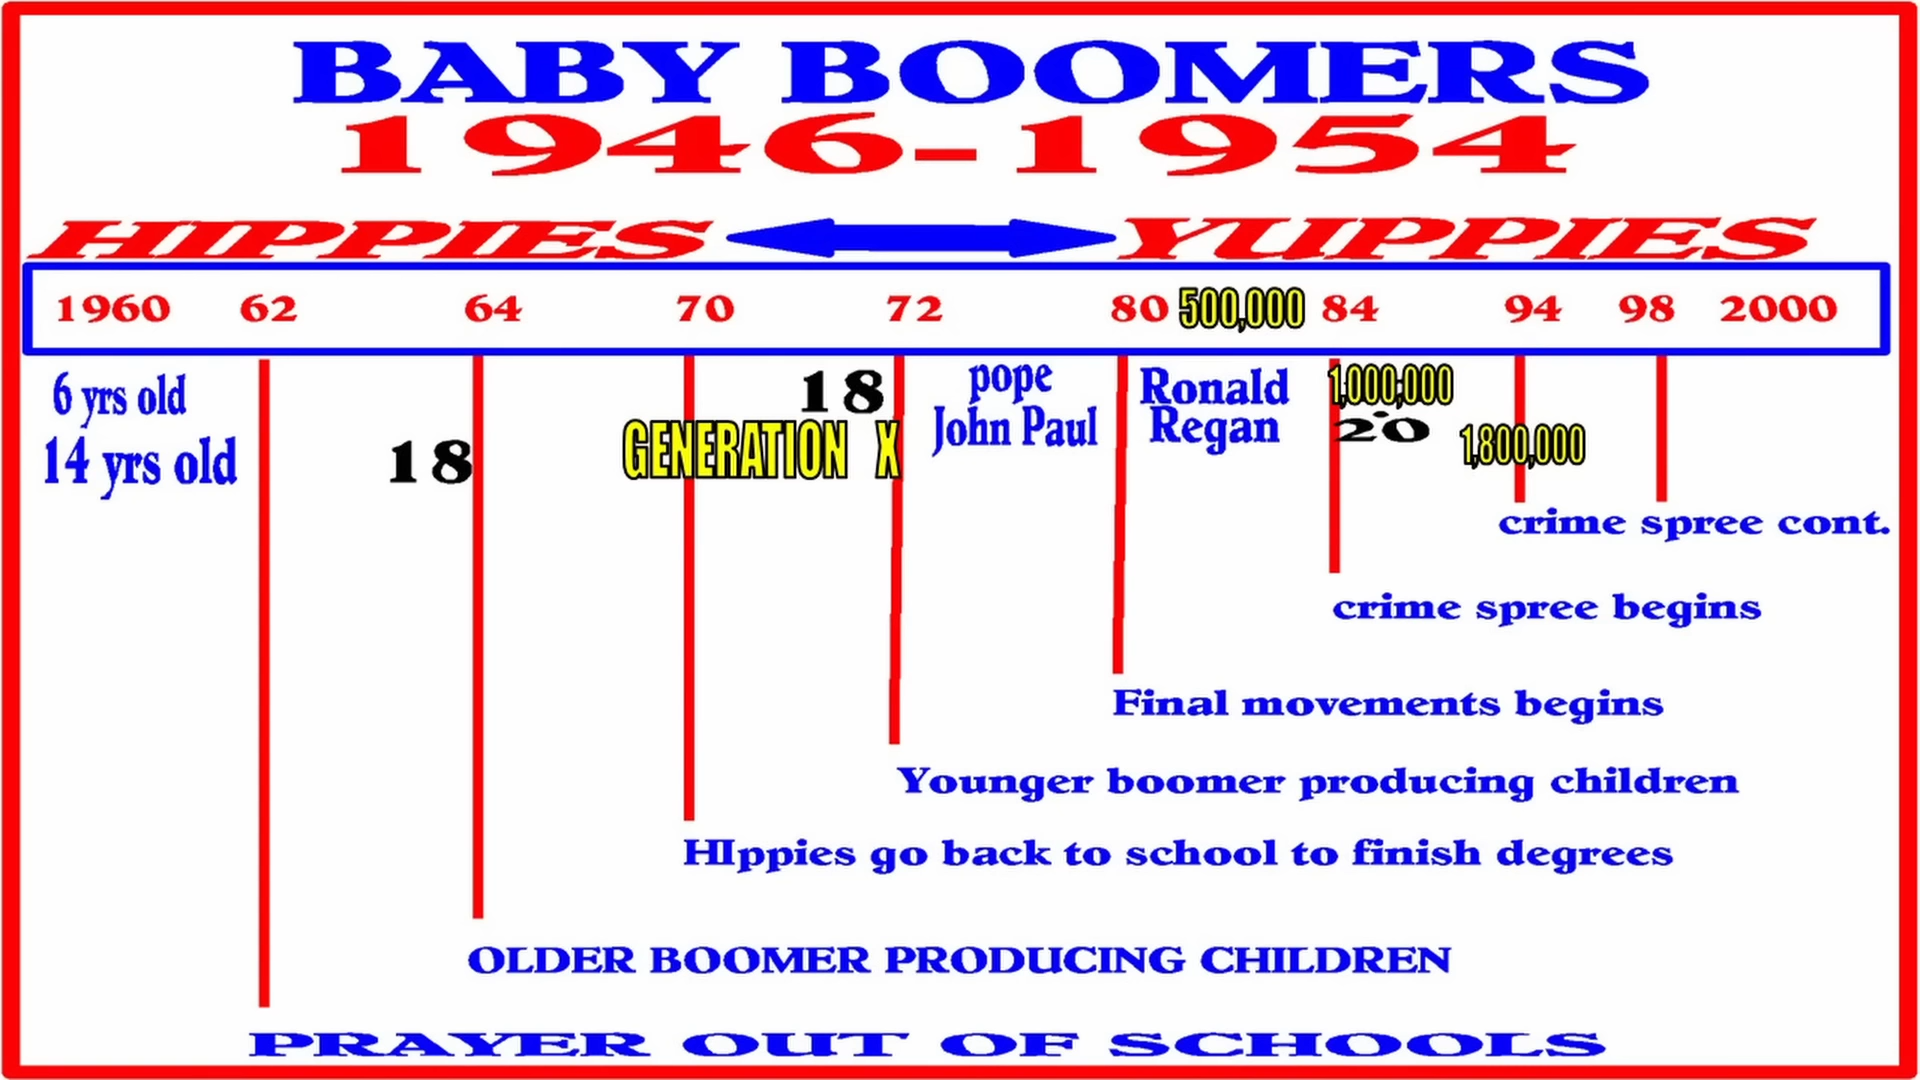 BABY BOOMERS
1946-1954
HIPPIES YUPPIES
1960 62 64 70 72 80 500,000 84 94 98 2000
6 yrs old
14 yrs old
18
18
GENERATION X
pope
John Paul
Ronald
Regan
1,000,000
20
1,800,000
crime spree cont.
crime spree begins
Final movements begins
Younger boomer producing children
HIppies go back to school to finish degrees
OLDER BOOMER PRODUCING CHILDREN
PRAYER OUT OF SCHOOLS